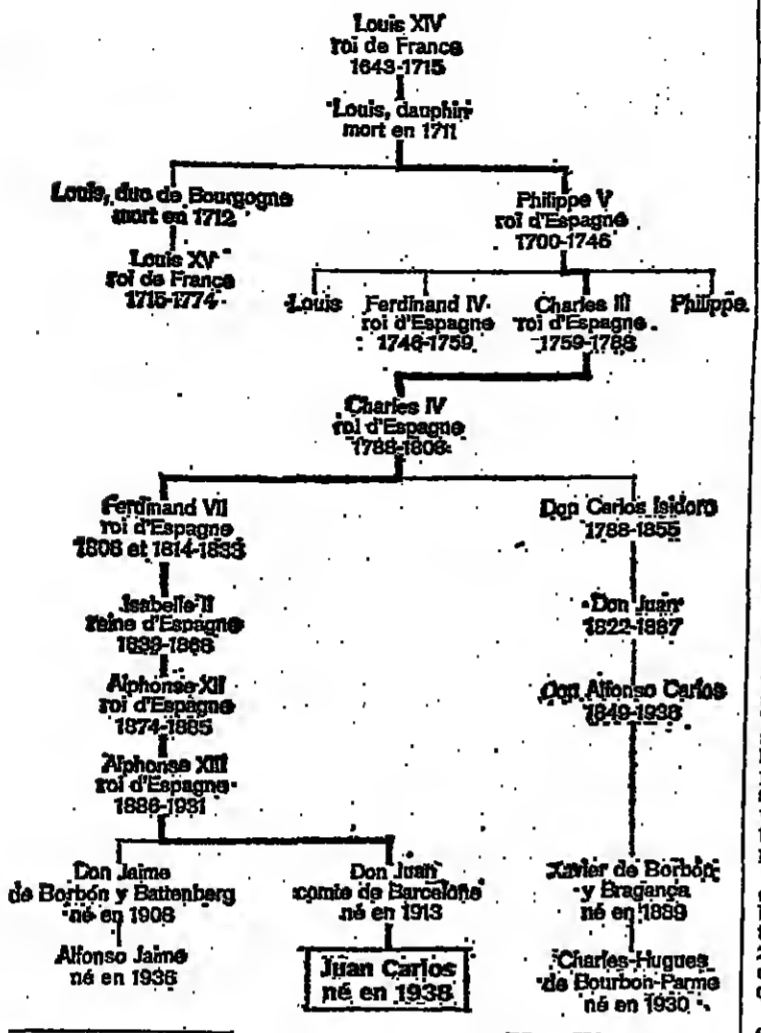 Louis XIV
roi de France
1643-1715
Louis, dauphin
mort en 1711
Louis, duc de Bourgogne
mort en 1712
Louis XV
roi de France
1715-1774
Philippe V
roi d'Espagne
1700-1746
Louis
Ferdinand IV
roi d'Espagne
1746-1759
Charles III
roi d'Espagne
1759-1788
Philippe
Charles IV
roi d'Espagne
1788-1808
Ferdinand VII
roi d'Espagne
1808 et 1814-1833
Isabelle II
reine d'Espagne
1839-1868
Alphonse XII
roi d'Espagne
1874-1885
Alphonse XIII
roi d'Espagne
1886-1931
Don Carlos Isidoro
1788-1855
Don Juan
1822-1887
Don Alfonso Carlos
1849-1936
Don Jaime
de Borbón y Battenberg
né en 1908
Alfonso Jaime
né en 1936
Don Juan
comte de Barcelone
né en 1913
Juan Carlos
né en 1938
Xavier de Borbón
y Bragança
né en 1889
Charles-Hugues
de Bourbon-Parme
né en 1930